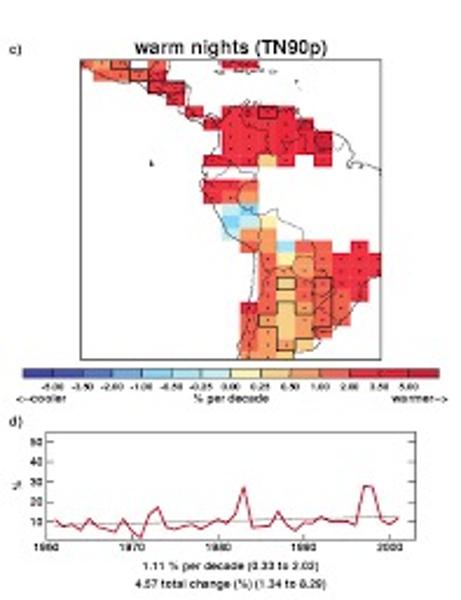 c)
warm nights (TN90p)
-5.00 -3.50 -2.00 -1.00 -0.50 -0.25 0.00 0.25 0.50 1.00 2.00 3.50 5.00
<--cooler % per decade warmer-->
d)
50
40
30
20
10
%
1960 1970 1980 1990 2000
1.11 % per decade (0.33 to 2.02)
4.57 total change (%) (1.34 to 8.29)